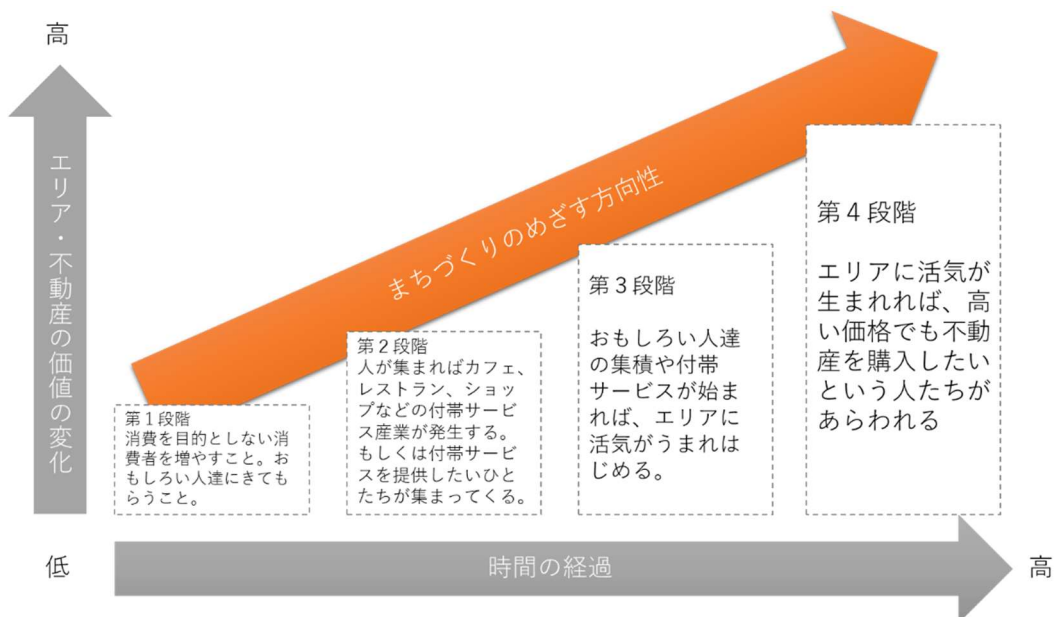 高
エリア・不動産の価値の変化
まちづくりのめざす方向性
第１段階
消費を目的としない消
費者を増やすこと。お
もしろい人達にきても
らうこと。
第２段階
人が集まればカフェ、
レストラン、ショッ
プなどの付帯サービ
ス産業が発生する。
もしくは付帯サービ
スを提供したいひと
たちが集まってくる。
第３段階
おもしろい人達
の集積や付帯
サービスが始ま
れば、エリアに
活気がうまれは
じめる。
第４段階
エリアに活気が
生まれれば、高
い価格でも不動
産を購入したい
という人たちが
あらわれる
低
時間の経過
高